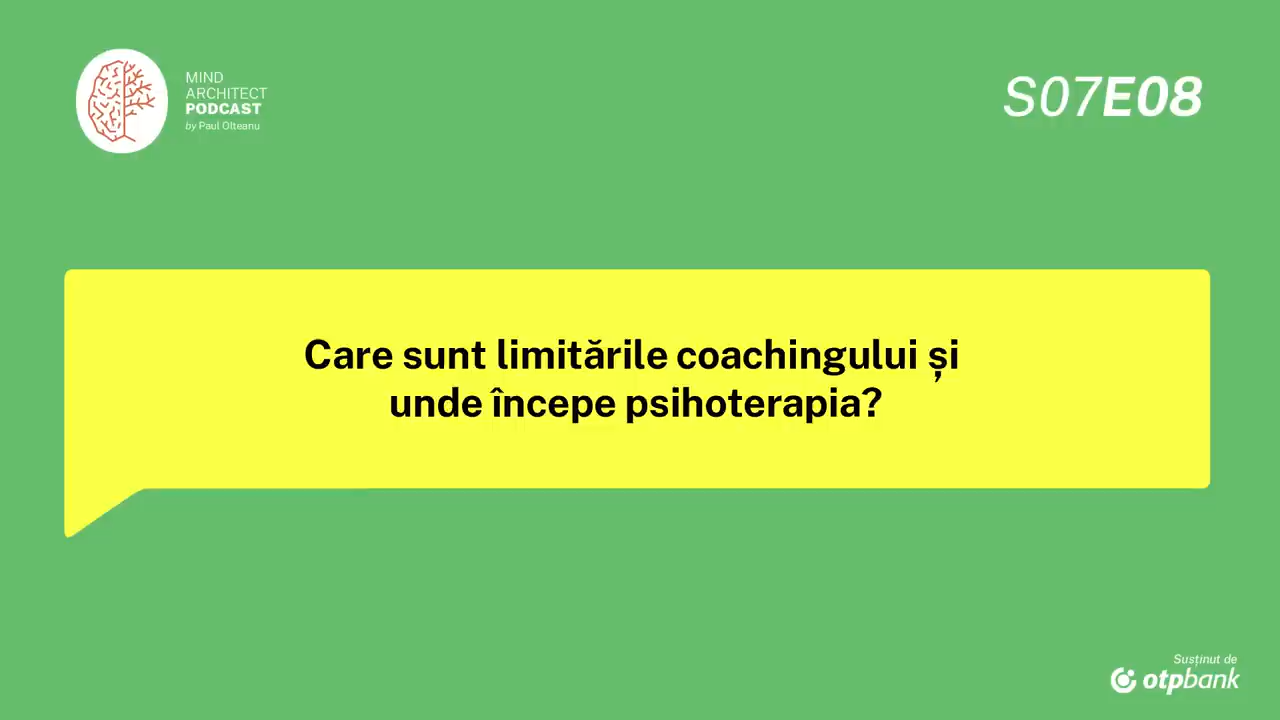 MIND
ARCHITECT
PODCAST
by Paul Olteanu
S07E08
Care sunt limitările coachingului și
unde începe psihoterapia?
Susținut de
otpbank